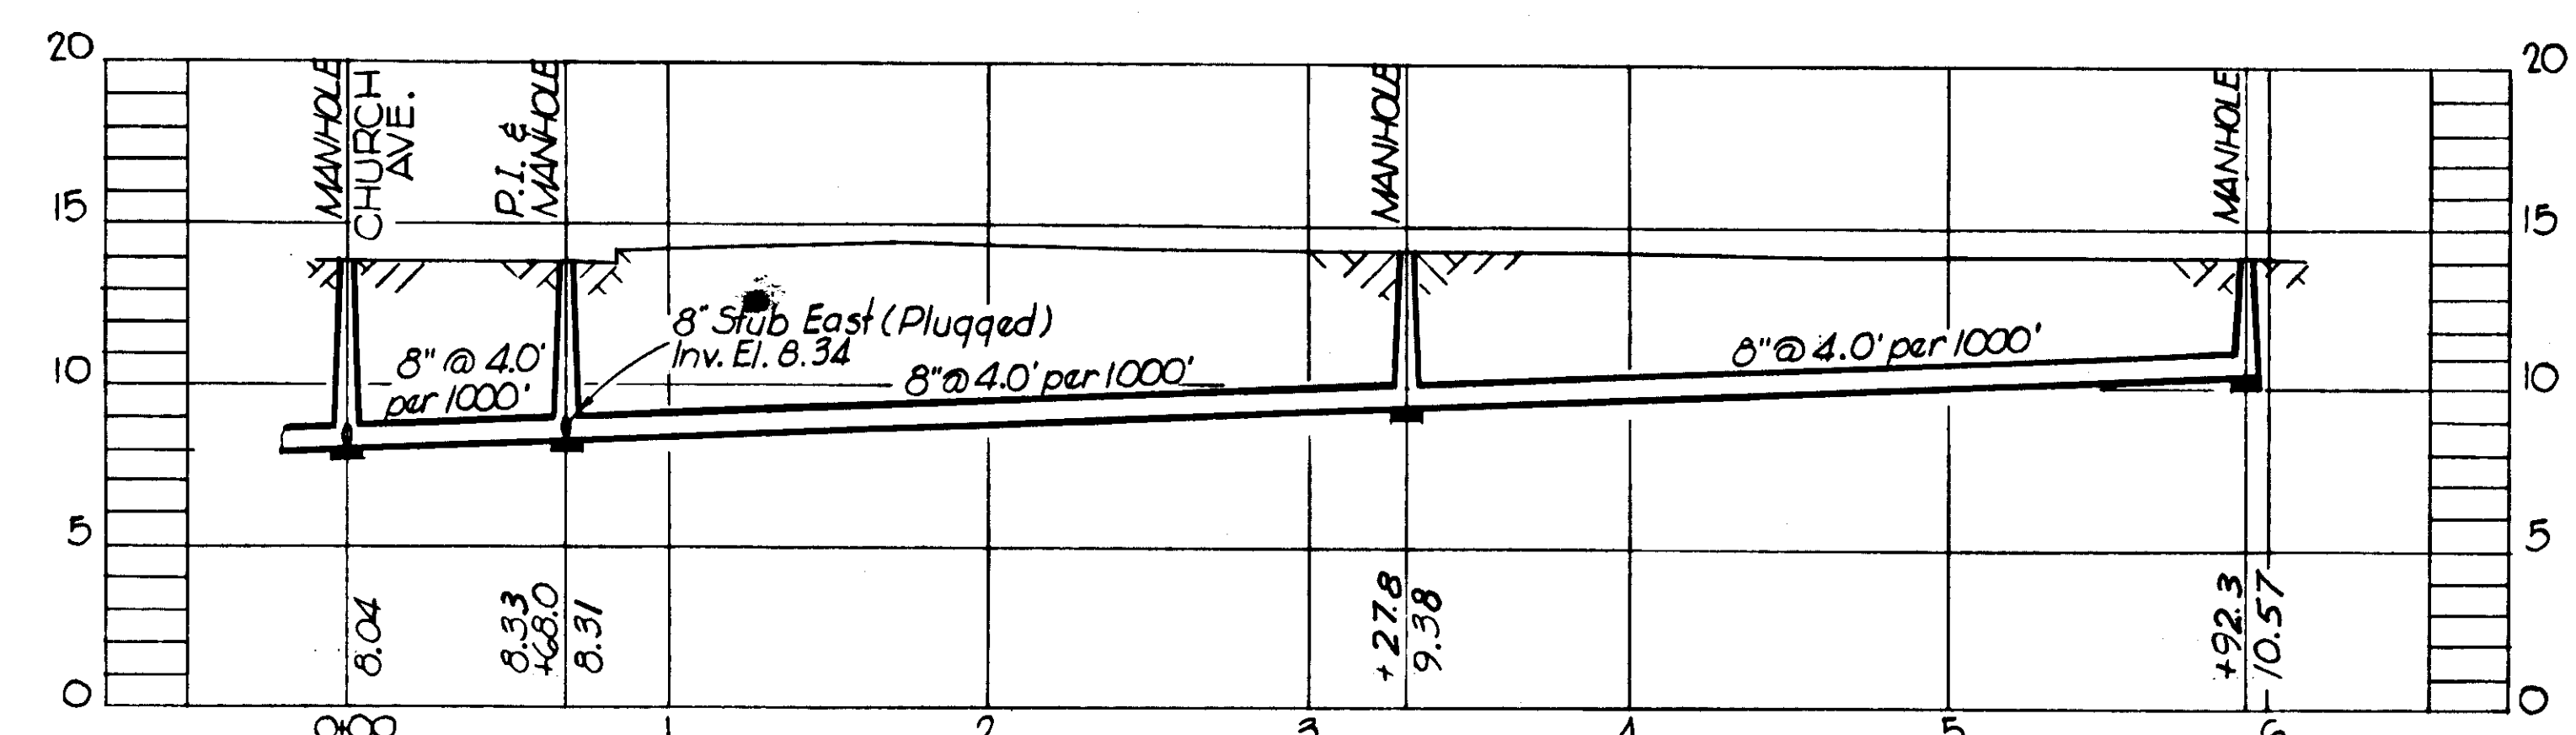 20
20
MANHOLE
CHURCH
AVE.
P.I. &
MANHOLE
MANHOLE
MANHOLE
15
15
8" Stub East (Plugged)
Inv. El. 8.34
8" @ 4.0'
per 1000'
8" @ 4.0' per 1000'
8" @ 4.0' per 1000'
10
10
5
5
8.04
8.33
+68.0
8.31
+27.8
9.38
+92.3
10.57
0
0
0+00
1
2
3
4
5
6